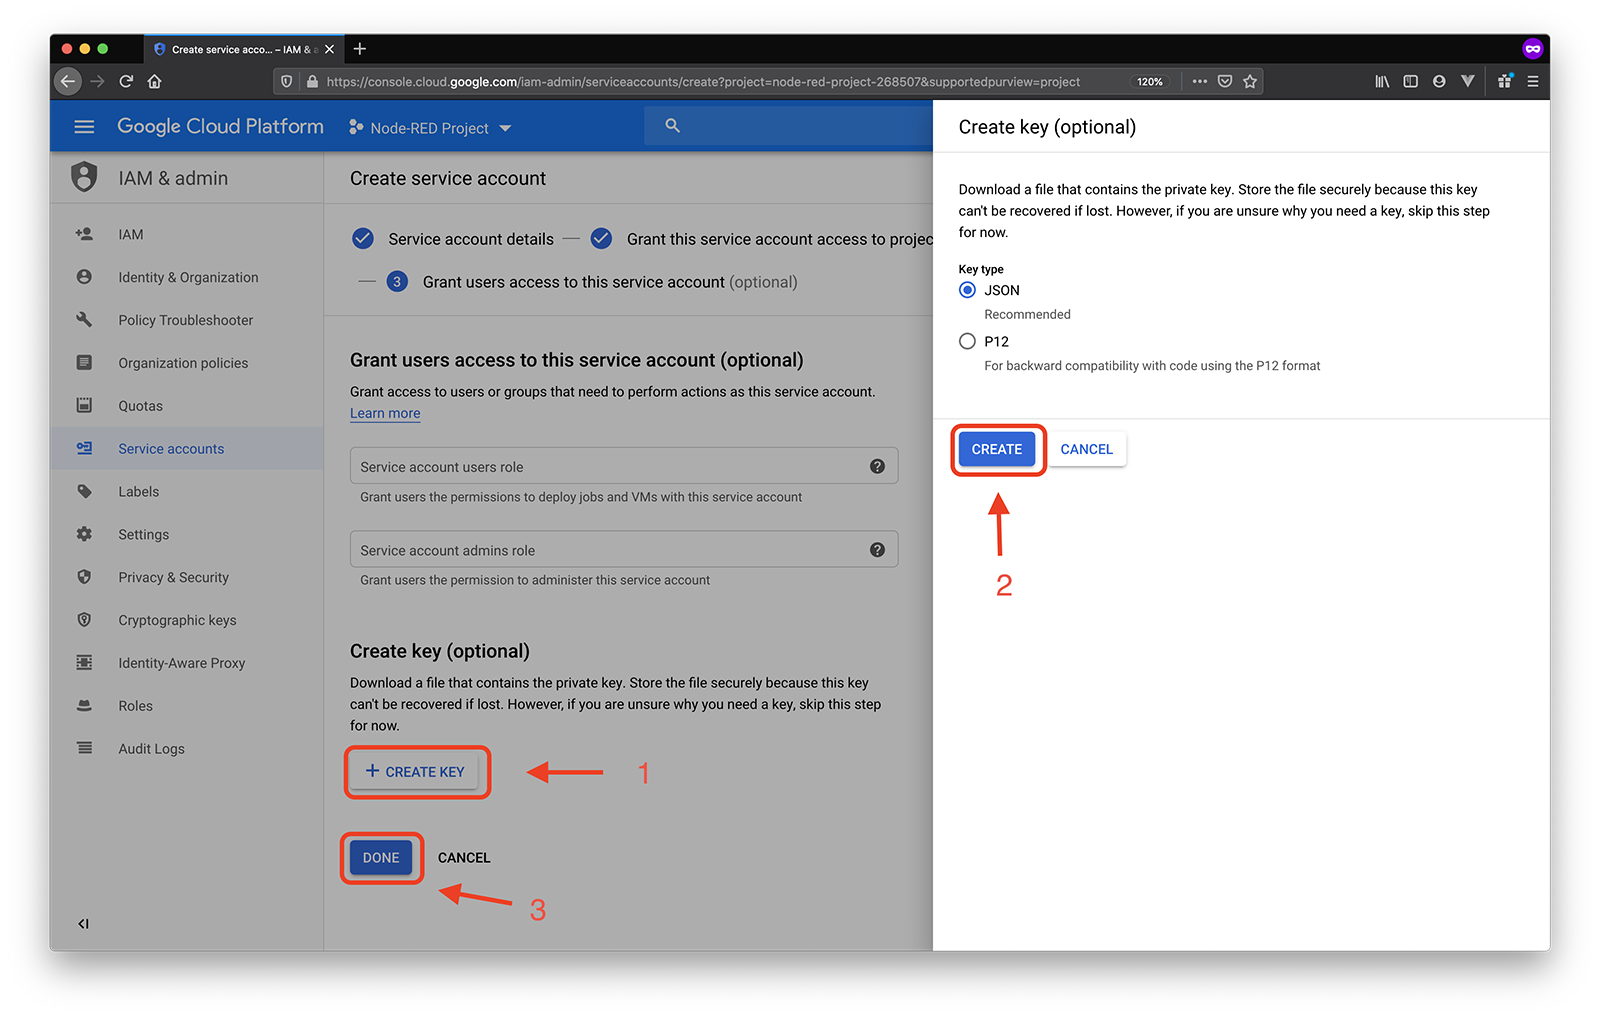 Create service acco... – IAM & a
https://console.cloud.google.com/iam-admin/serviceaccounts/create?project=node-red-project-268507&supportedpurview=project
120%
Google Cloud Platform
Node-RED Project
IAM & admin
IAM
Identity & Organization
Policy Troubleshooter
Organization policies
Quotas
Service accounts
Labels
Settings
Privacy & Security
Cryptographic keys
Identity-Aware Proxy
Roles
Audit Logs
Create service account
Service account details
Grant this service account access to projec
3 Grant users access to this service account (optional)
Grant users access to this service account (optional)
Grant access to users or groups that need to perform actions as this service account.
Learn more
Service account users role
Grant users the permissions to deploy jobs and VMs with this service account
Service account admins role
Grant users the permission to administer this service account
Create key (optional)
Download a file that contains the private key. Store the file securely because this key
can't be recovered if lost. However, if you are unsure why you need a key, skip this step
for now.
+ CREATE KEY
1
DONE
CANCEL
3
Create key (optional)
Download a file that contains the private key. Store the file securely because this key
can't be recovered if lost. However, if you are unsure why you need a key, skip this step
for now.
Key type
JSON
Recommended
P12
For backward compatibility with code using the P12 format
CREATE
CANCEL
2